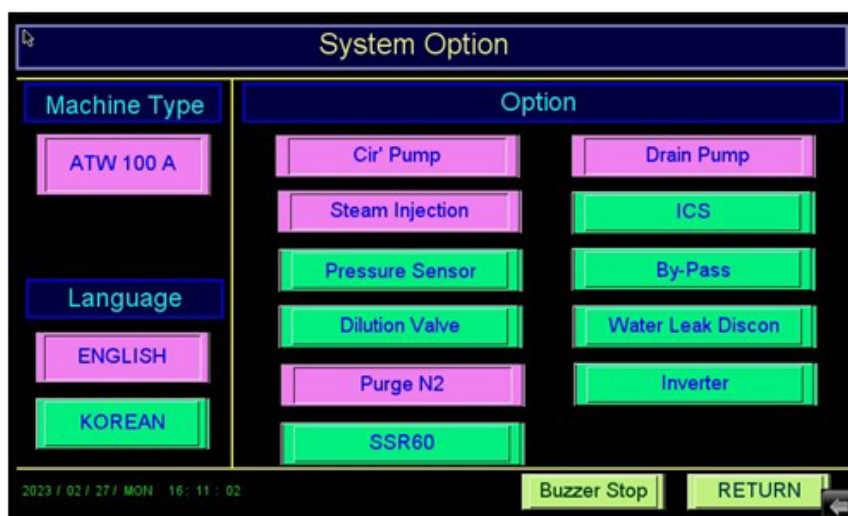 System Option
Machine Type
ATW 100 A
Language
ENGLISH
KOREAN
Option
Cir' Pump
Drain Pump
Steam Injection
ICS
Pressure Sensor
By-Pass
Dilution Valve
Water Leak Discon
Purge N2
Inverter
SSR60
2023 / 02 / 27/ MON 16: 11 : 02
Buzzer Stop
RETURN